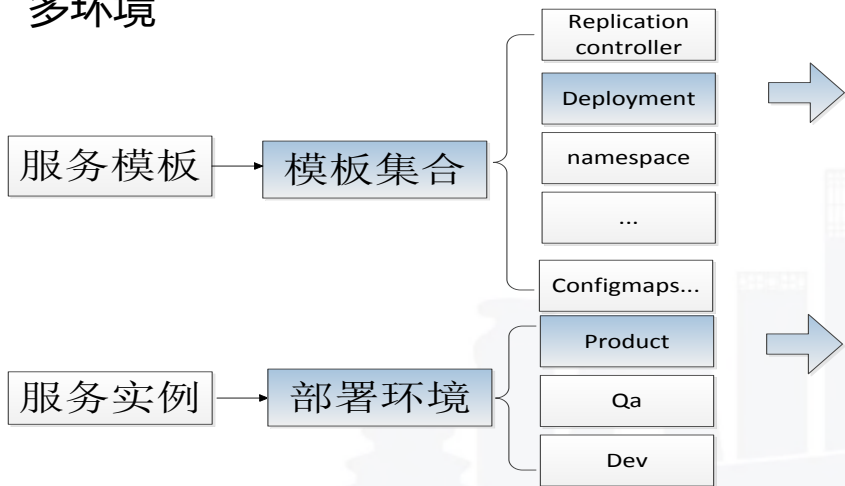 多环境
Replication
controller
Deployment
服务模板
模板集合
namespace
...
Configmaps...
Product
服务实例
部署环境
Qa
Dev